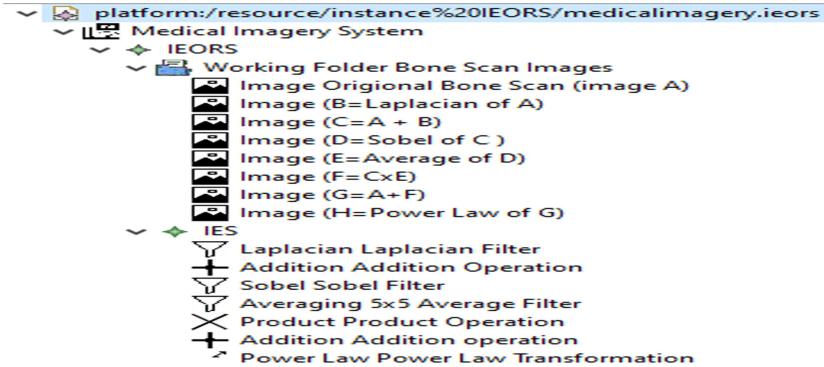 platform:/resource/instance%20IEORS/medicalimagery.ieors
Medical Imagery System
IEORS
Working Folder Bone Scan Images
Image Origional Bone Scan (image A)
Image (B=Laplacian of A)
Image (C=A + B)
Image (D=Sobel of C )
Image (E=Average of D)
Image (F=CxE)
Image (G=A+F)
Image (H=Power Law of G)
IES
Laplacian Laplacian Filter
Addition Addition Operation
Sobel Sobel Filter
Averaging 5x5 Average Filter
Product Product Operation
Addition Addition operation
Power Law Power Law Transformation